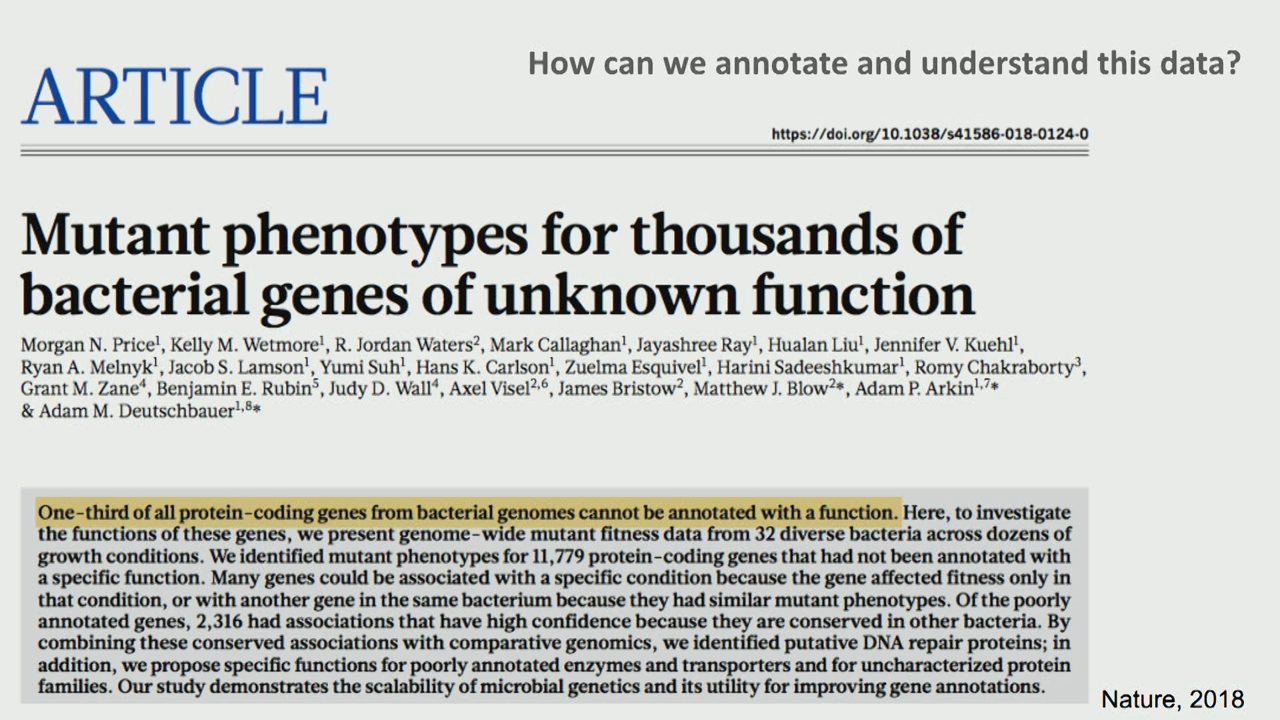 How can we annotate and understand this data?
ARTICLE
https://doi.org/10.1038/s41586-018-0124-0
Mutant phenotypes for thousands of
bacterial genes of unknown function
Morgan N. Price¹, Kelly M. Wetmore¹, R. Jordan Waters², Mark Callaghan¹, Jayashree Ray¹, Hualan Liu¹, Jennifer V. Kuehl¹,
Ryan A. Melnyk¹, Jacob S. Lamson¹, Yumi Suh¹, Hans K. Carlson¹, Zuelma Esquivel¹, Harini Sadeeshkumar¹, Romy Chakraborty³,
Grant M. Zane⁴, Benjamin E. Rubin⁵, Judy D. Wall⁴, Axel Visel²,⁶, James Bristow², Matthew J. Blow²*, Adam P. Arkin¹,⁷*
& Adam M. Deutschbauer¹,⁸*
One-third of all protein-coding genes from bacterial genomes cannot be annotated with a function. Here, to investigate
the functions of these genes, we present genome-wide mutant fitness data from 32 diverse bacteria across dozens of
growth conditions. We identified mutant phenotypes for 11,779 protein-coding genes that had not been annotated with
a specific function. Many genes could be associated with a specific condition because the gene affected fitness only in
that condition, or with another gene in the same bacterium because they had similar mutant phenotypes. Of the poorly
annotated genes, 2,316 had associations that have high confidence because they are conserved in other bacteria. By
combining these conserved associations with comparative genomics, we identified putative DNA repair proteins; in
addition, we propose specific functions for poorly annotated enzymes and transporters and for uncharacterized protein
families. Our study demonstrates the scalability of microbial genetics and its utility for improving gene annotations.
Nature, 2018